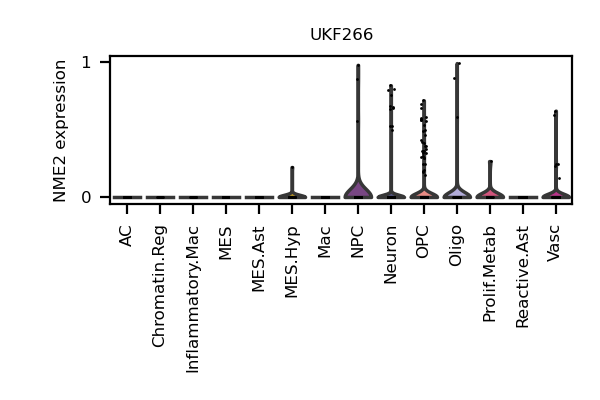 UKF266
NME2 expression
1
0
AC
Chromatin.Reg
Inflammatory.Mac
MES
MES.Ast
MES.Hyp
Mac
NPC
Neuron
OPC
Oligo
Prolif.Metab
Reactive.Ast
Vasc